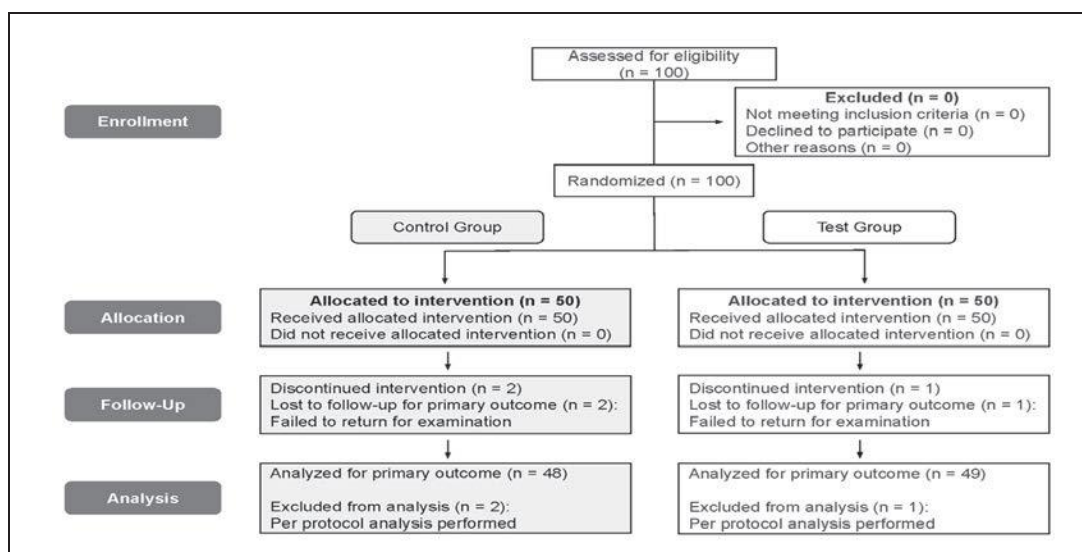 Assessed for eligibility
(n = 100)
Enrollment
Excluded (n = 0)
Not meeting inclusion criteria (n = 0)
Declined to participate (n = 0)
Other reasons (n = 0)
Randomized (n = 100)
Control Group
Test Group
Allocation
Allocated to intervention (n = 50)
Received allocated intervention (n = 50)
Did not receive allocated intervention (n = 0)
Allocated to intervention (n = 50)
Received allocated intervention (n = 50)
Did not receive allocated intervention (n = 0)
Follow-Up
Discontinued intervention (n = 2)
Lost to follow-up for primary outcome (n = 2):
Failed to return for examination
Discontinued intervention (n = 1)
Lost to follow-up for primary outcome (n = 1):
Failed to return for examination
Analysis
Analyzed for primary outcome (n = 48)
Excluded from analysis (n = 2):
Per protocol analysis performed
Analyzed for primary outcome (n = 49)
Excluded from analysis (n = 1):
Per protocol analysis performed